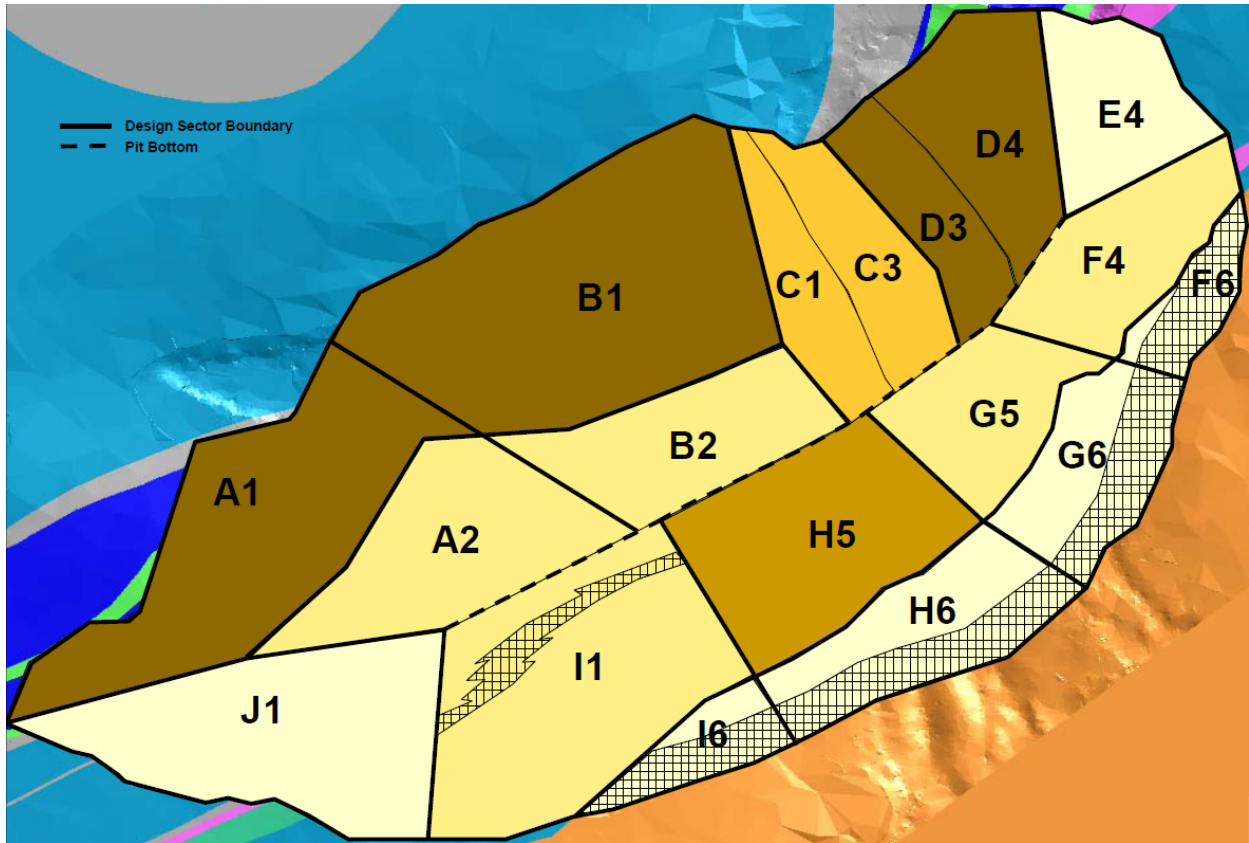 Design Sector Boundary
Pit Bottom
E4
D4
D3
F4
F6
C3
C1
B1
G5
G6
B2
A1
A2
H5
H6
I1
J1
I6